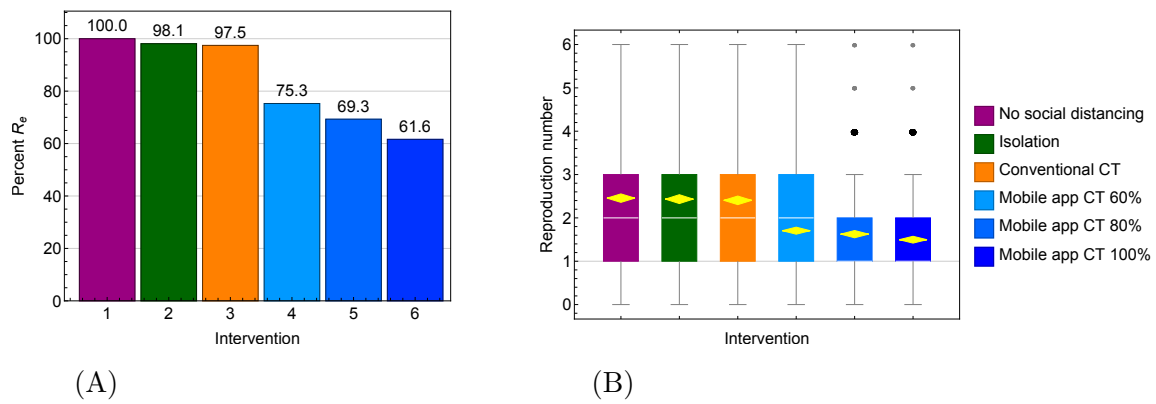 100.0
98.1
97.5
75.3
69.3
61.6
100
80
60
40
20
0
Percent Re
1 2 3 4 5 6
Intervention
(A)
6
5
4
3
2
1
0
Reproduction number
Intervention
(B)
No social distancing
Isolation
Conventional CT
Mobile app CT 60%
Mobile app CT 80%
Mobile app CT 100%